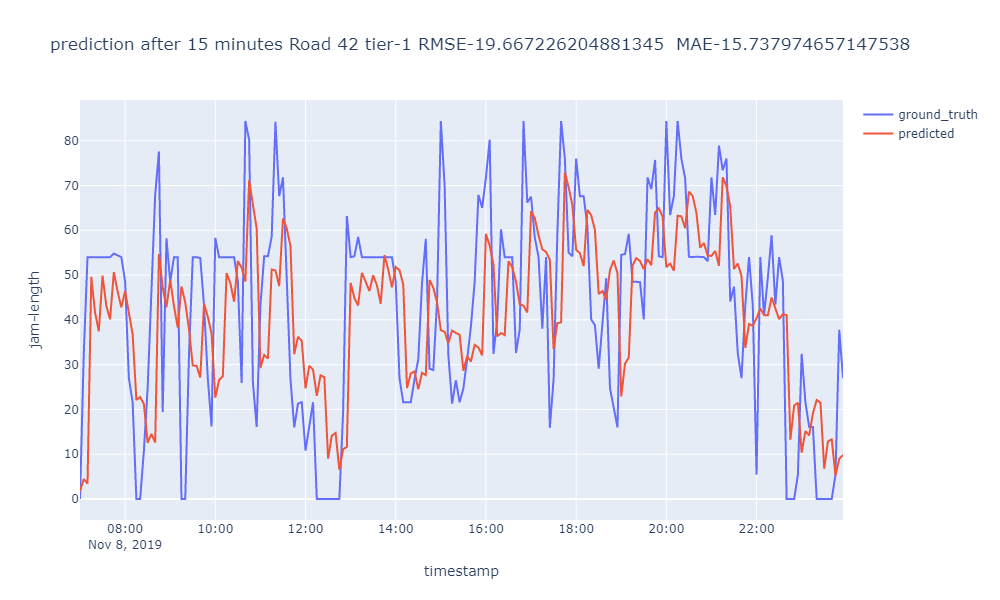 prediction after 15 minutes Road 42 tier-1 RMSE-19.667226204881345 MAE-15.737974657147538
ground_truth
predicted
80
70
60
50
40
30
20
10
0
jam-length
08:00 10:00 12:00 14:00 16:00 18:00 20:00 22:00
Nov 8, 2019
timestamp